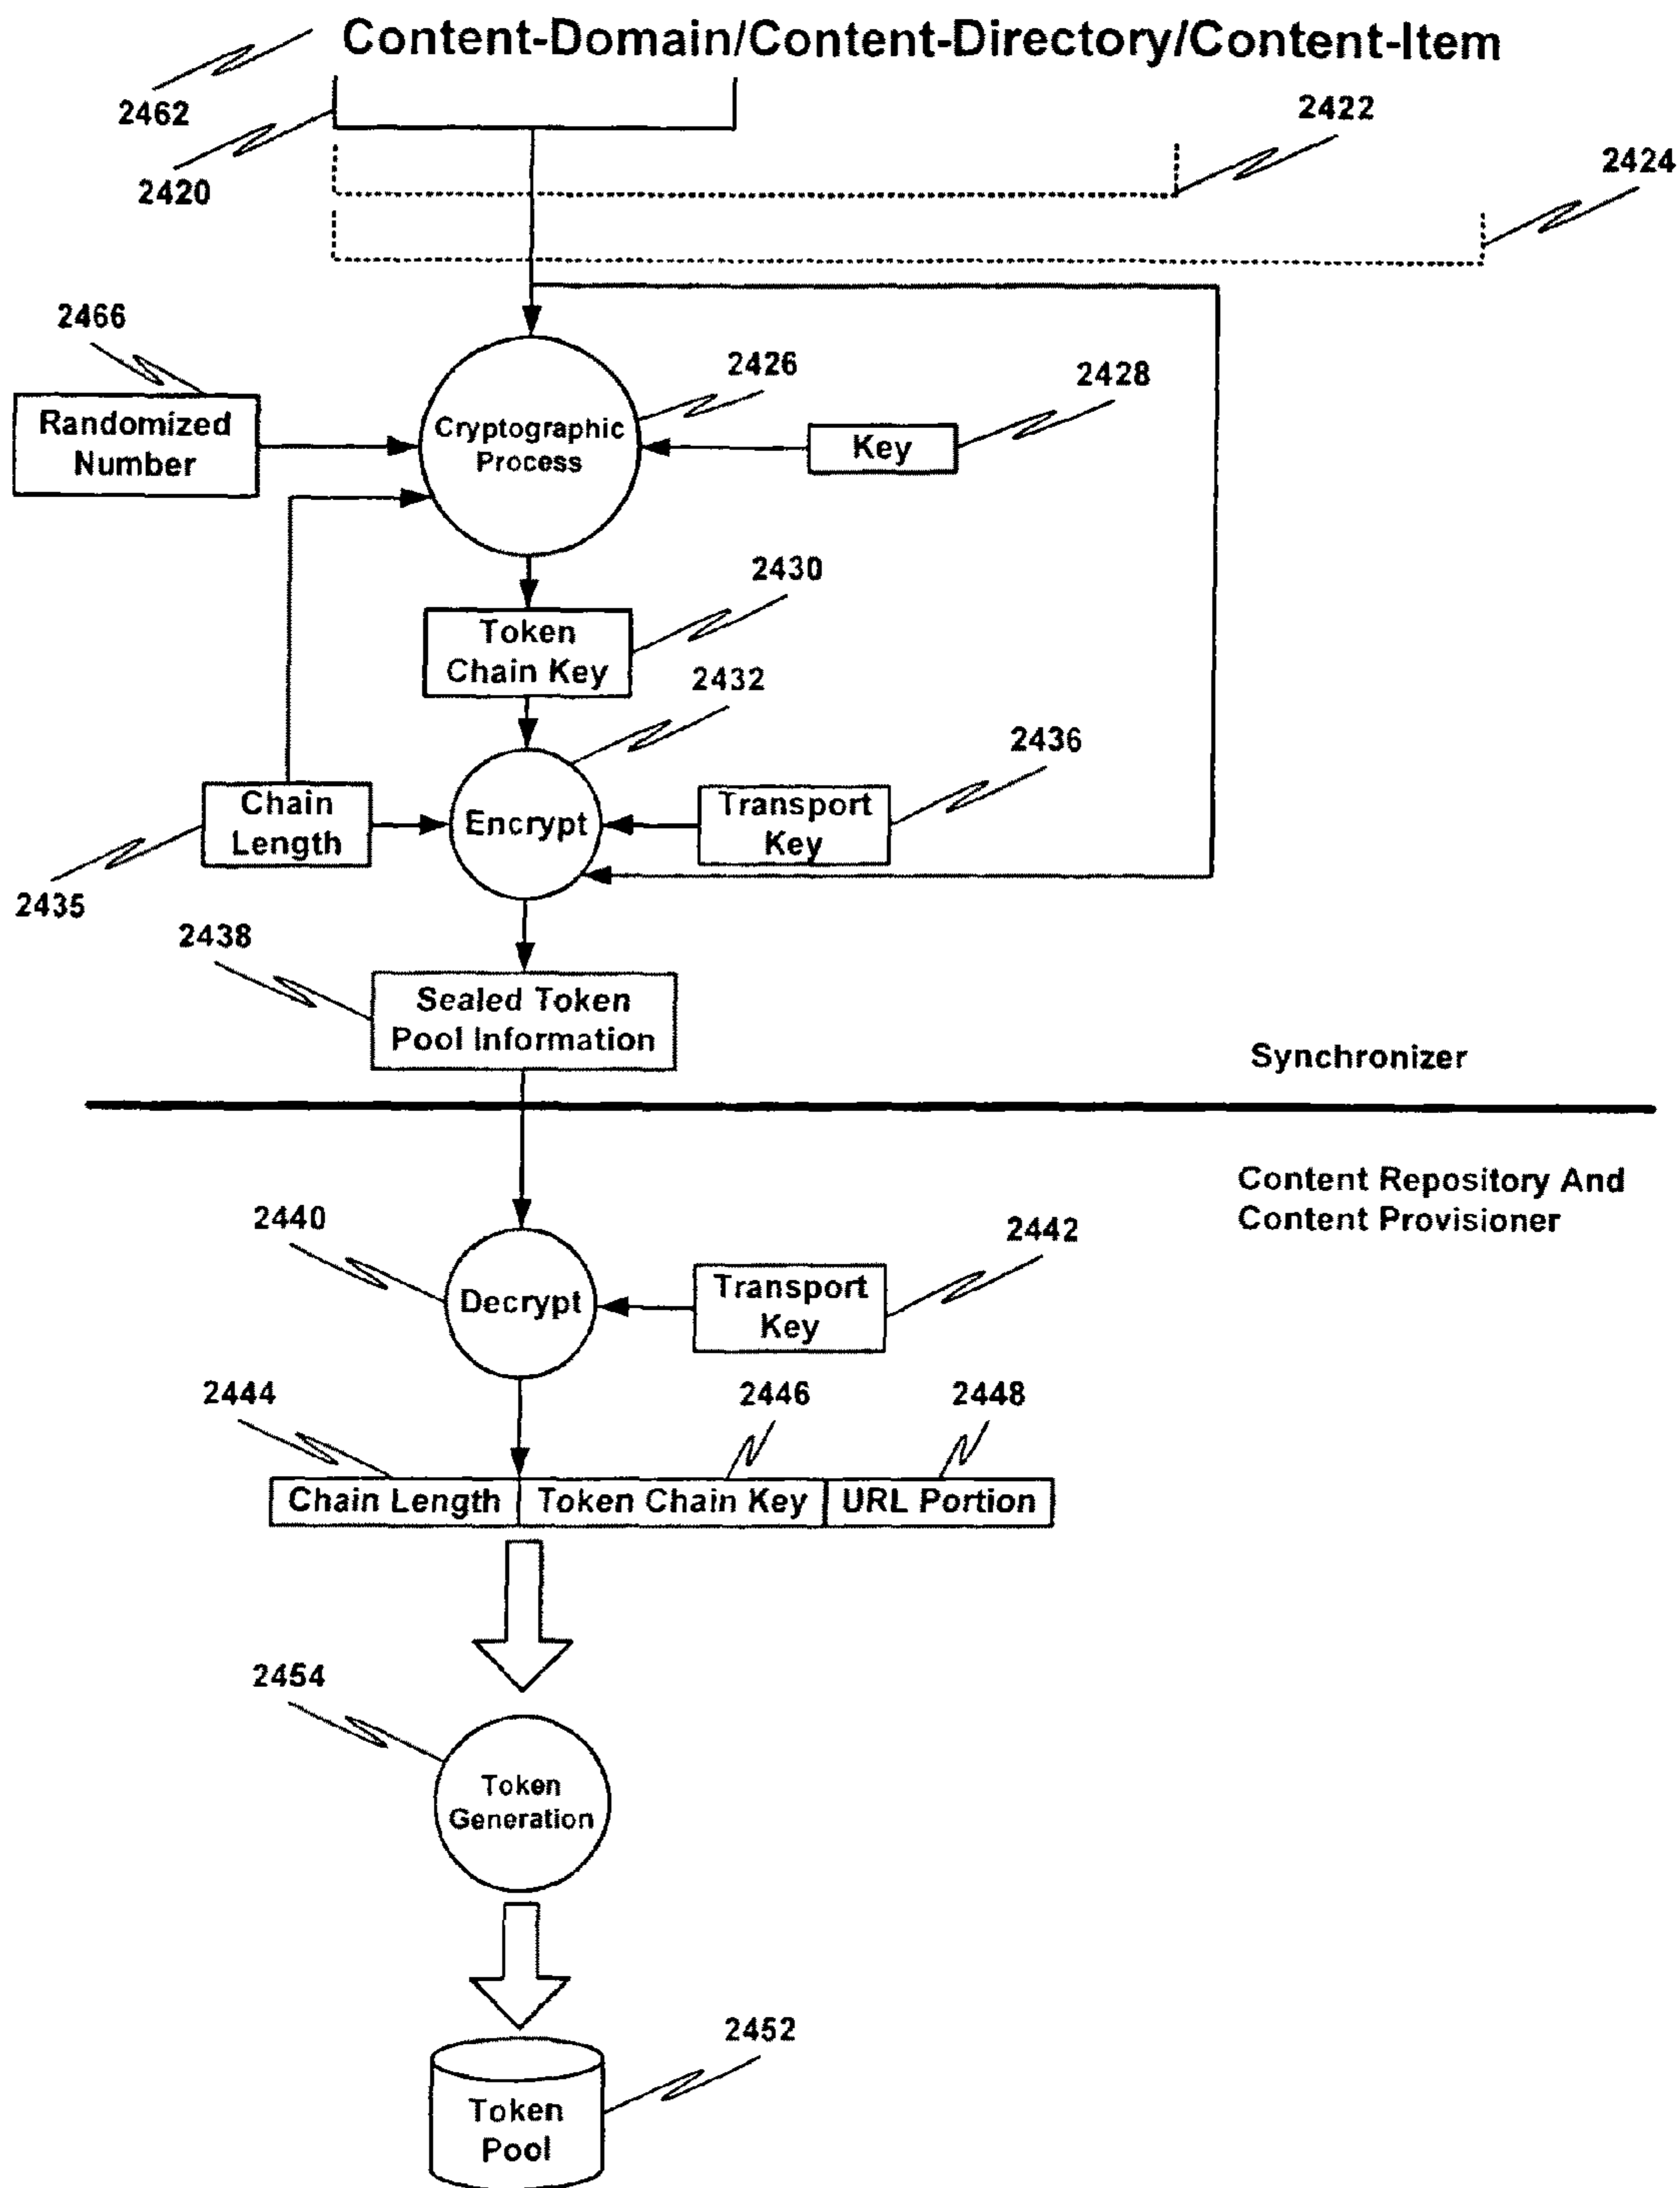 Content-Domain/Content-Directory/Content-Item
2462
2422
2420
2424
2466
2426
2428
Randomized
Number
Cryptographic
Process
Key
2430
Token
Chain Key
2432
2436
Chain
Length
Encrypt
Transport
Key
2435
2438
Sealed Token
Pool Information
Synchronizer
Content Repository And
Content Provisioner
2440
2442
Decrypt
Transport
Key
2444
2446
2448
Chain Length
Token Chain Key
URL Portion
2454
Token
Generation
2452
Token
Pool